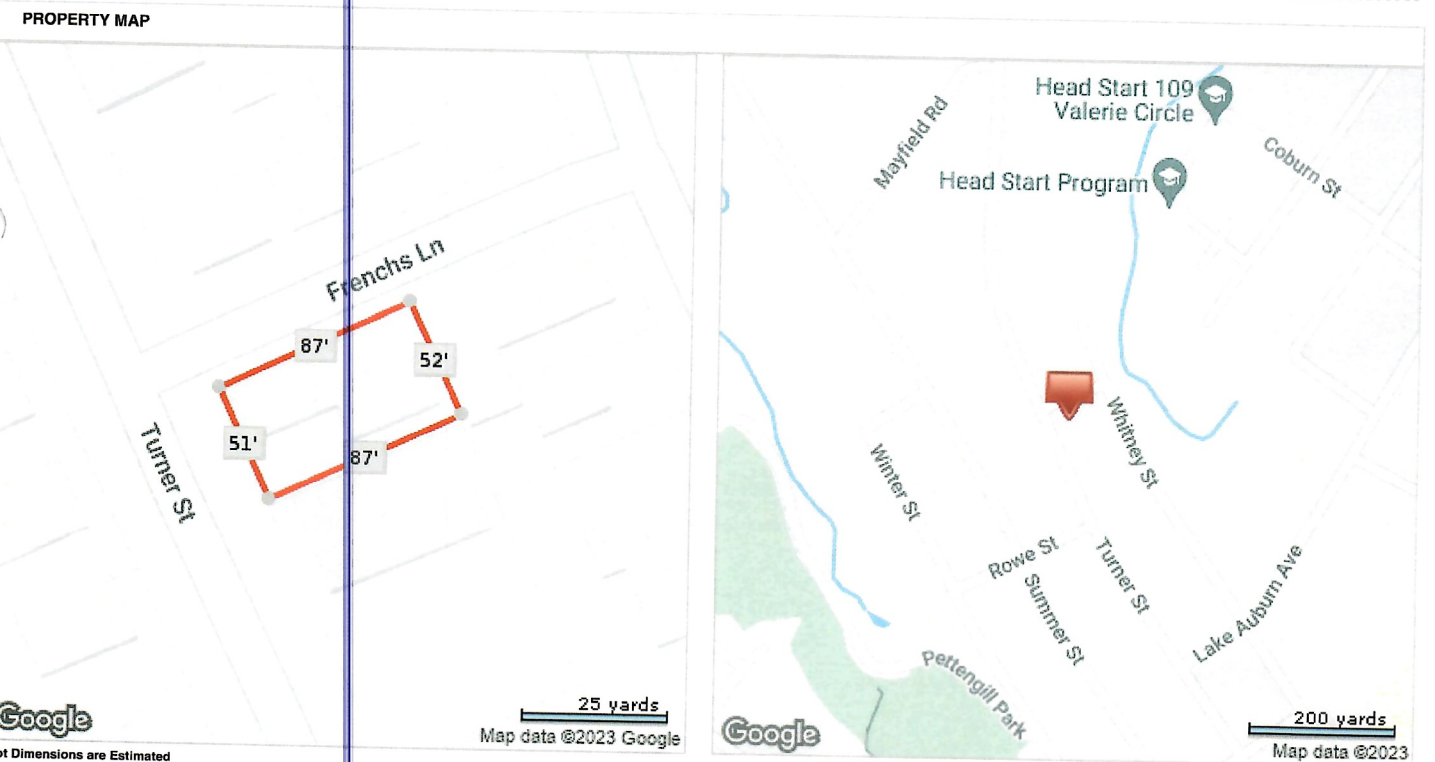 PROPERTY MAP
Frenchs Ln
87'
52'
51'
87'
Turner St
25 yards
Google
Map data ©2023 Google
ot Dimensions are Estimated
Head Start 109
Valerie Circle
Mayfield Rd
Coburn St
Head Start Program
Whitney St
Winter St
Rowe St
Turner St
Summer St
Lake Auburn Ave
Pettengill Park
200 yards
Google
Map data ©2023